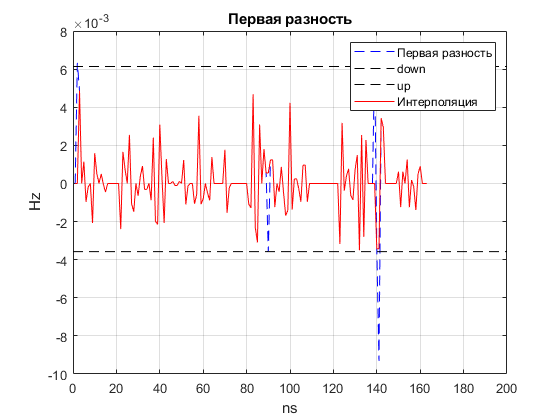 Первая разность
×10⁻³
8
6
4
2
0
-2
-4
-6
-8
-10
Hz
Первая разность
down
up
Интерполяция
0 20 40 60 80 100 120 140 160 180 200
ns